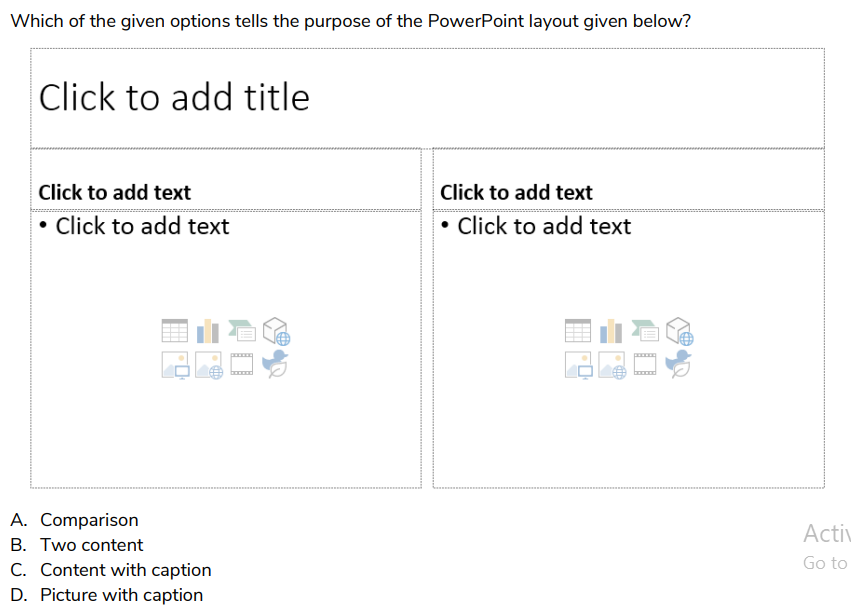 Which of the given options tells the purpose of the PowerPoint layout given below?
Click to add title
Click to add text
• Click to add text
Click to add text
• Click to add text
A. Comparison
B. Two content
C. Content with caption
D. Picture with caption
Go to